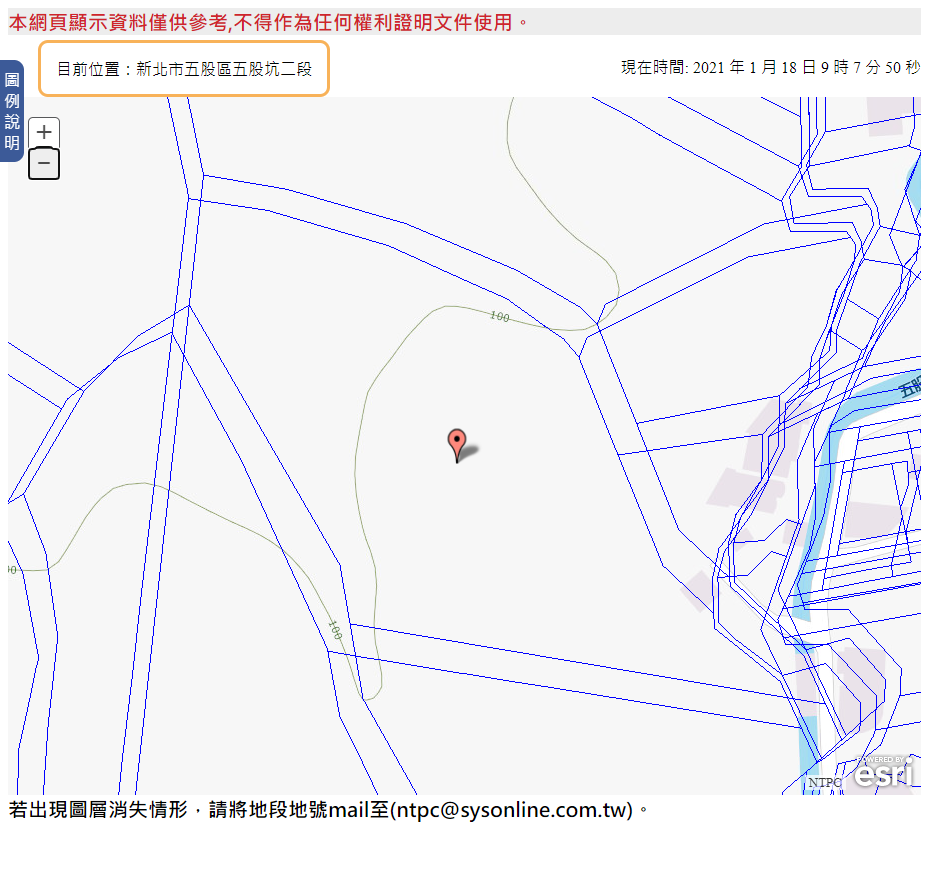 本網頁顯示資料僅供參考,不得作為任何權利證明文件使用。
目前位置：新北市五股區五股坑二段
現在時間: 2021 年 1 月 18 日 9 時 7 分 50 秒
圖例說明
+
−
100
五股
100
NTPC
POWERED BY
esri
若出現圖層消失情形，請將地段地號mail至(ntpc@sysonline.com.tw)。